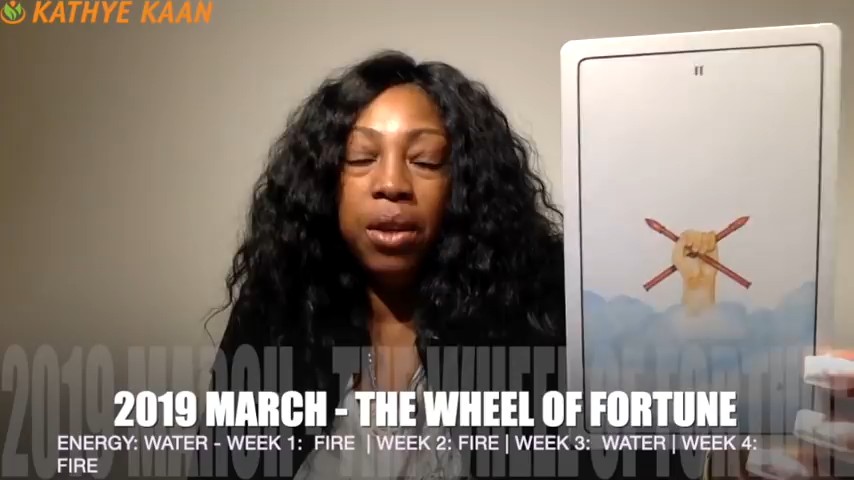 KATHYE KAAN
II
2019 MARCH - THE WHEEL OF FORTUNE
ENERGY: WATER - WEEK 1: FIRE | WEEK 2: FIRE | WEEK 3: WATER | WEEK 4:
FIRE